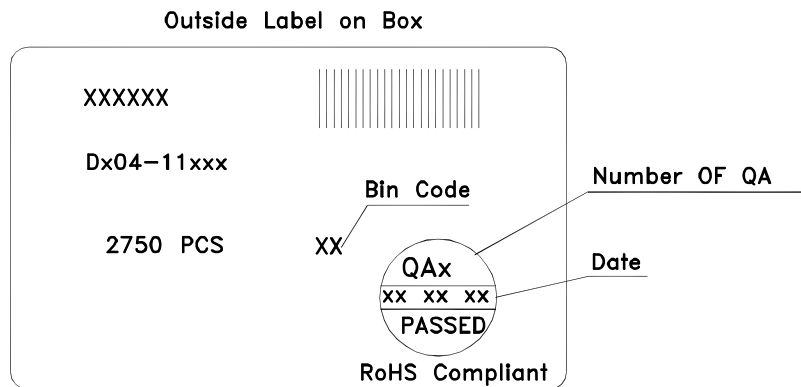 Outside Label on Box
XXXXXX
Dx04-11xxx
Bin Code
Number OF QA
2750 PCS
XX
QAx
Date
xx xx xx
PASSED
RoHS Compliant